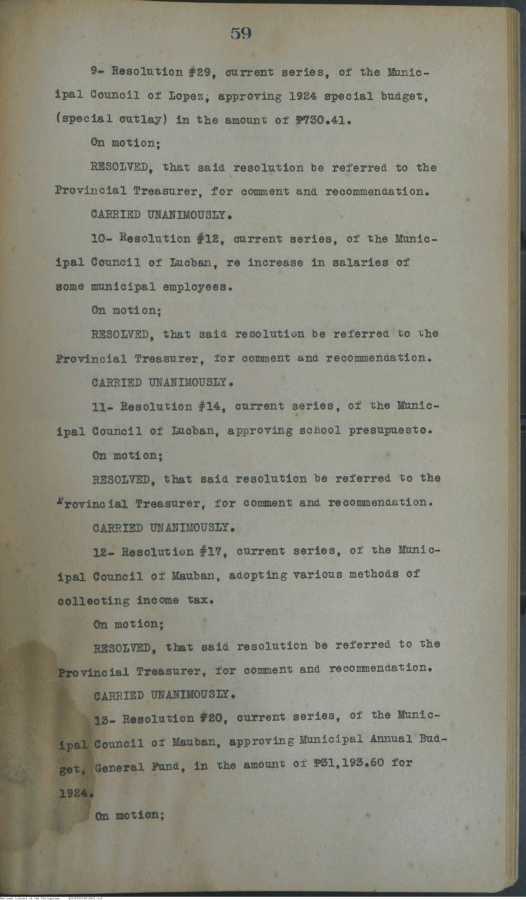 59
9- Resolution #29, current series, of the Munic-
ipal Council of Lopez, approving 1924 special budget,
(special outlay) in the amount of ₱730.41.
On motion;
RESOLVED, that said resolution be referred to the
Provincial Treasurer, for comment and recommendation.
CARRIED UNANIMOUSLY.
10- Resolution #12, current series, of the Munic-
ipal Council of Lucban, re increase in salaries of
some municipal employees.
On motion;
RESOLVED, that said resolution be referred to the
Provincial Treasurer, for comment and recommendation.
CARRIED UNANIMOUSLY.
11- Resolution #14, current series, of the Munic-
ipal Council of Lucban, approving school presupuesto.
On motion;
RESOLVED, that said resolution be referred to the
Provincial Treasurer, for comment and recommendation.
CARRIED UNANIMOUSLY.
12- Resolution #17, current series, of the Munic-
ipal Council of Mauban, adopting various methods of
collecting income tax.
On motion;
RESOLVED, that said resolution be referred to the
Provincial Treasurer, for comment and recommendation.
CARRIED UNANIMOUSLY.
13- Resolution #20, current series, of the Munic-
ipal Council of Mauban, approving Municipal Annual Bud-
get, General Fund, in the amount of ₱31,193.60 for
1924.
On motion;
National Library of the Philippines